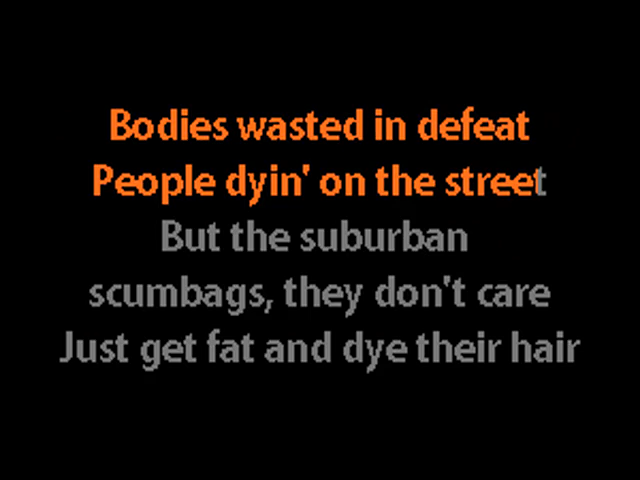 Bodies wasted in defeat
People dyin' on the street
But the suburban
scumbags, they don't care
Just get fat and dye their hair